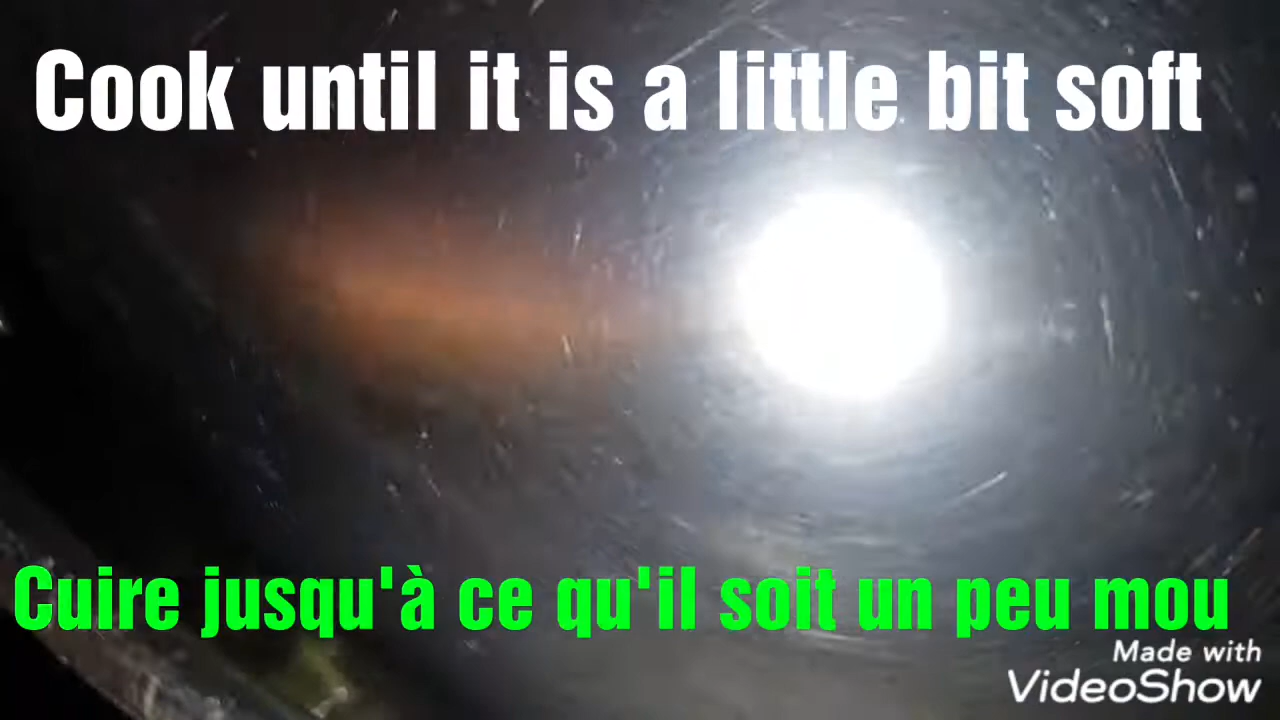 Cook until it is a little bit soft
Cuire jusqu'à ce qu'il soit un peu mou
Made with
VideoShow